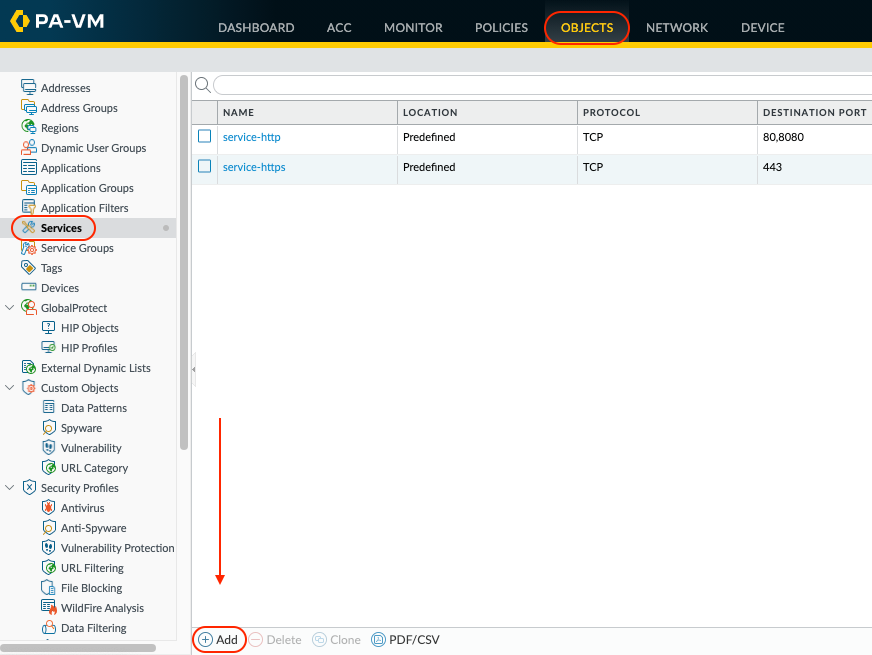 PA-VM
DASHBOARD ACC MONITOR POLICIES OBJECTS NETWORK DEVICE
Addresses
Address Groups
Regions
Dynamic User Groups
Applications
Application Groups
Application Filters
Services
Service Groups
Tags
Devices
GlobalProtect
HIP Objects
HIP Profiles
External Dynamic Lists
Custom Objects
Data Patterns
Spyware
Vulnerability
URL Category
Security Profiles
Antivirus
Anti-Spyware
Vulnerability Protection
URL Filtering
File Blocking
WildFire Analysis
Data Filtering
NAME LOCATION PROTOCOL DESTINATION PORT
service-http Predefined TCP 80,8080
service-https Predefined TCP 443
Add Delete Clone PDF/CSV